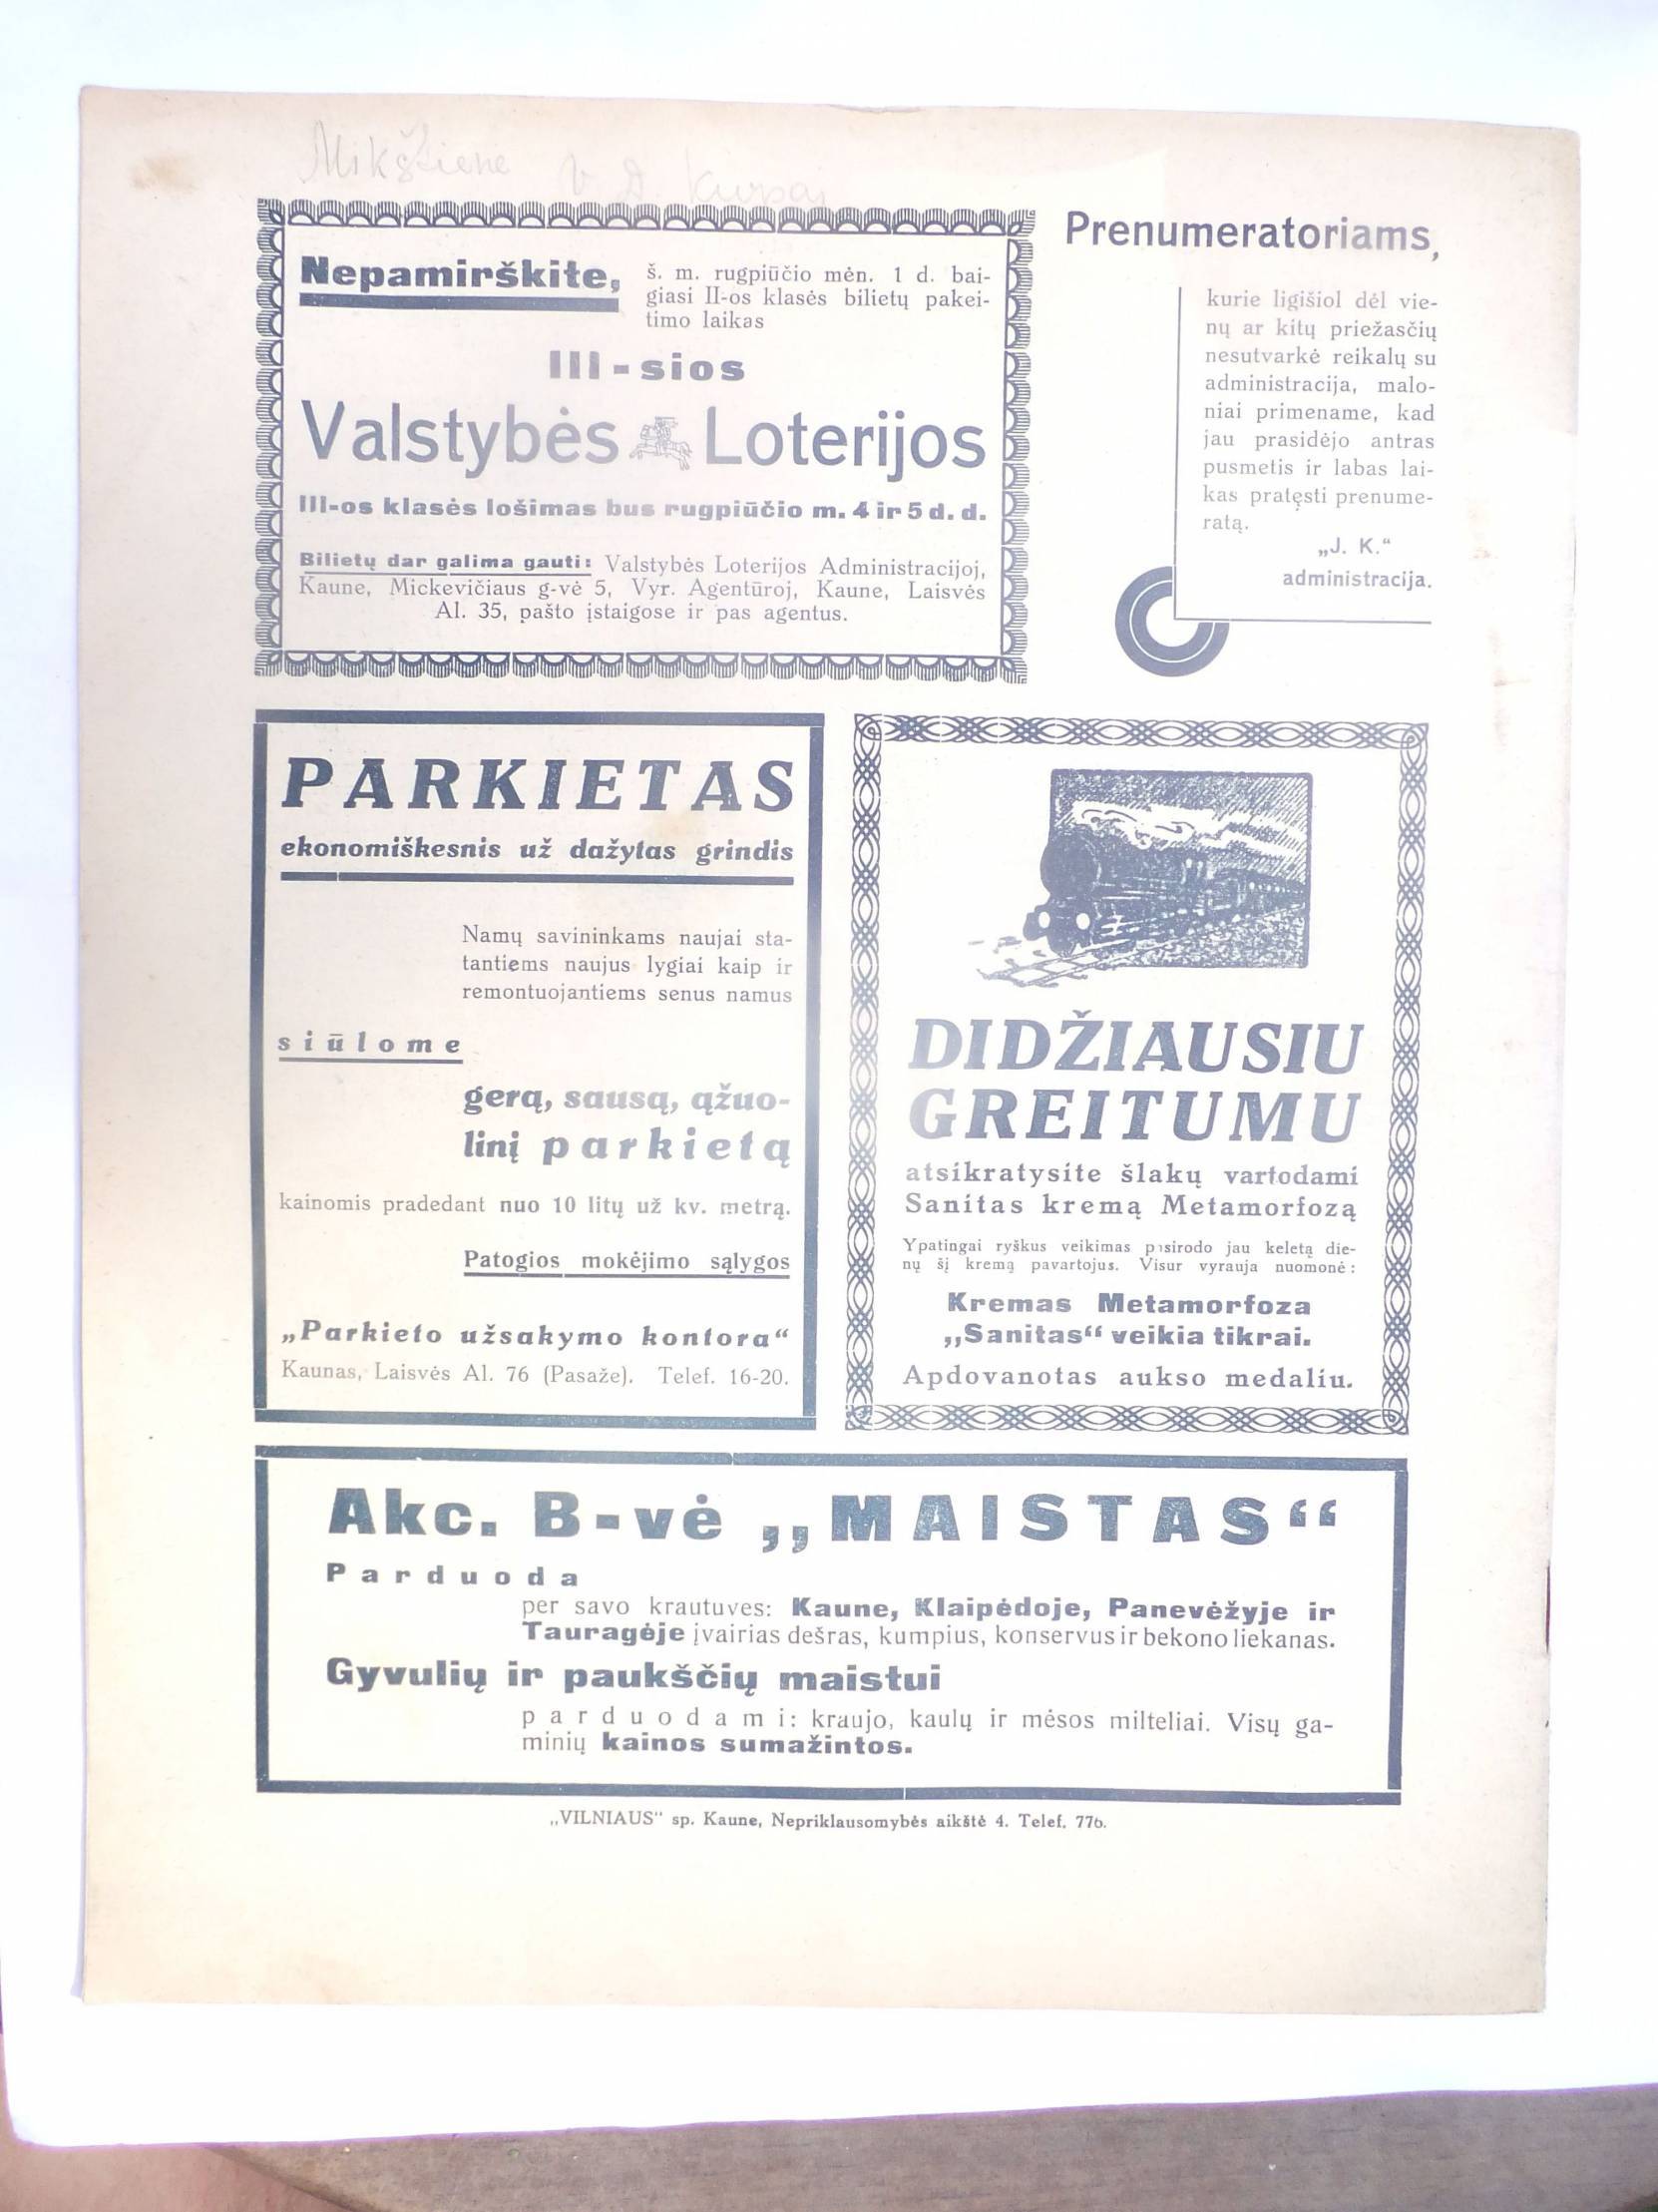 Nepamirškite,
š. m. rugpiūčio mėn. 1 d. bai-
giasi II-os klasės bilietų pakei-
timo laikas
III-sios
Valstybės Loterijos
III-os klasės lošimas bus rugpiūčio m. 4 ir 5 d. d.
Bilietų dar galima gauti: Valstybės Loterijos Administracijoj,
Kaune, Mickevičiaus g-vė 5, Vyr. Agentūroj, Kaune, Laisvės
Al. 35, pašto įstaigose ir pas agentus.
Prenumeratoriams,
kurie ligišiol dėl vie-
nų ar kitų priežasčių
nesutvarkė reikalų su
administracija, malo-
niai primename, kad
jau prasidėjo antras
pusmetis ir labas lai-
kas pratęsti prenume-
ratą.
„J. K.“
administracija.
PARKIETAS
ekonomiškesnis už dažytas grindis
Namų savininkams naujai sta-
tantiems naujus lygiai kaip ir
remontuojantiems senus namus
siūlome
gerą, sausą, ąžuo-
linį parkietą
kainomis pradedant nuo 10 litų už kv. metrą.
Patogios mokėjimo sąlygos
„Parkieto užsakymo kontora“
Kaunas, Laisvės Al. 76 (Pasaže). Telef. 16-20.
DIDŽIAUSIU
GREITUMU
atsikratysite šlakų vartodami
Sanitas kremą Metamorfozą
Ypatingai ryškus veikimas pasirodo jau keletą die-
nų šį kremą pavartojus. Visur vyrauja nuomonė:
Kremas Metamorfoza
„Sanitas“ veikia tikrai.
Apdovanotas aukso medaliu.
Akc. B-vė „MAISTAS“
Parduoda
per savo krautuves: Kaune, Klaipėdoje, Panevėžyje ir
Tauragėje įvairias dešras, kumpius, konservus ir bekono liekanas.
Gyvulių ir paukščių maistui
parduodami: kraujo, kaulų ir mėsos milteliai. Visų ga-
minių kainos sumažintos.
„VILNIAUS“ sp. Kaune, Nepriklausomybės aikštė 4. Telef. 776.